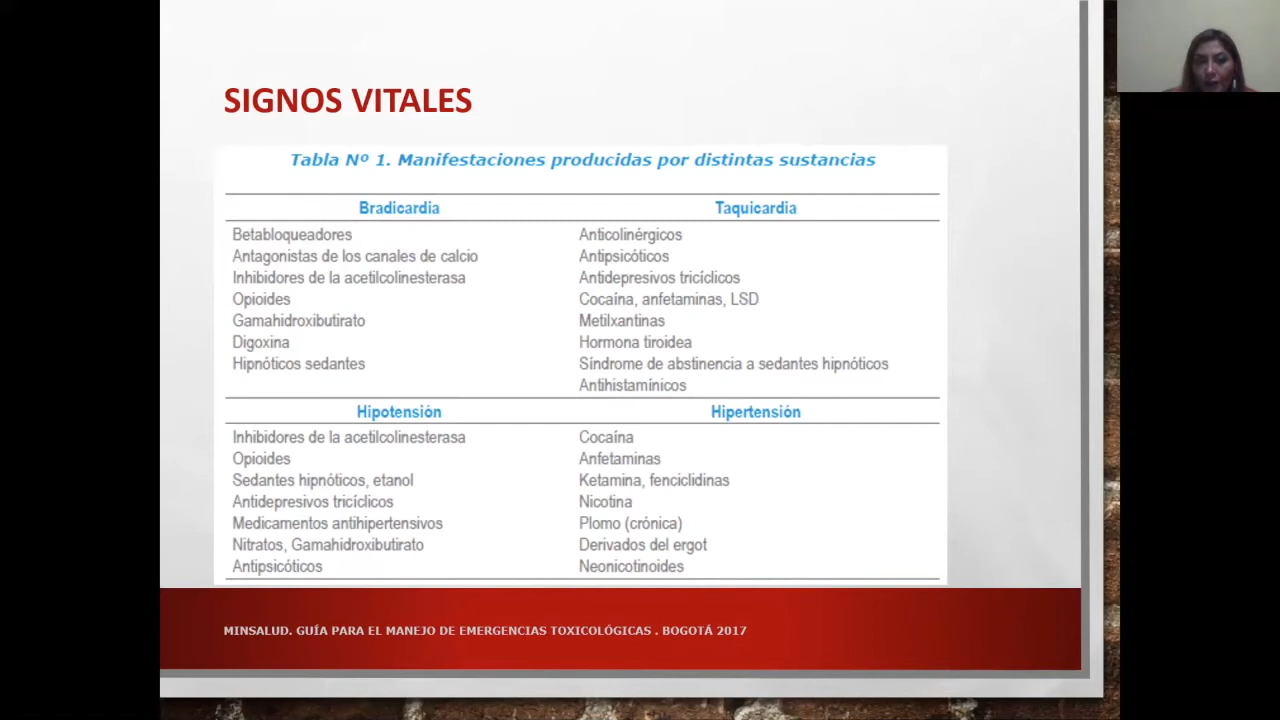 SIGNOS VITALES
Tabla Nº 1. Manifestaciones producidas por distintas sustancias
Bradicardia
Betabloqueadores
Antagonistas de los canales de calcio
Inhibidores de la acetilcolinesterasa
Opioides
Gamahidroxibutirato
Digoxina
Hipnóticos sedantes
Taquicardia
Anticolinérgicos
Antipsicóticos
Antidepresivos tricíclicos
Cocaína, anfetaminas, LSD
Metilxantinas
Hormona tiroidea
Síndrome de abstinencia a sedantes hipnóticos
Antihistamínicos
Hipotensión
Inhibidores de la acetilcolinesterasa
Opioides
Sedantes hipnóticos, etanol
Antidepresivos tricíclicos
Medicamentos antihipertensivos
Nitratos, Gamahidroxibutirato
Antipsicóticos
Hipertensión
Cocaína
Anfetaminas
Ketamina, fenciclidinas
Nicotina
Plomo (crónica)
Derivados del ergot
Neonicotinoides
MINSALUD. GUÍA PARA EL MANEJO DE EMERGENCIAS TOXICOLÓGICAS . BOGOTÁ 2017